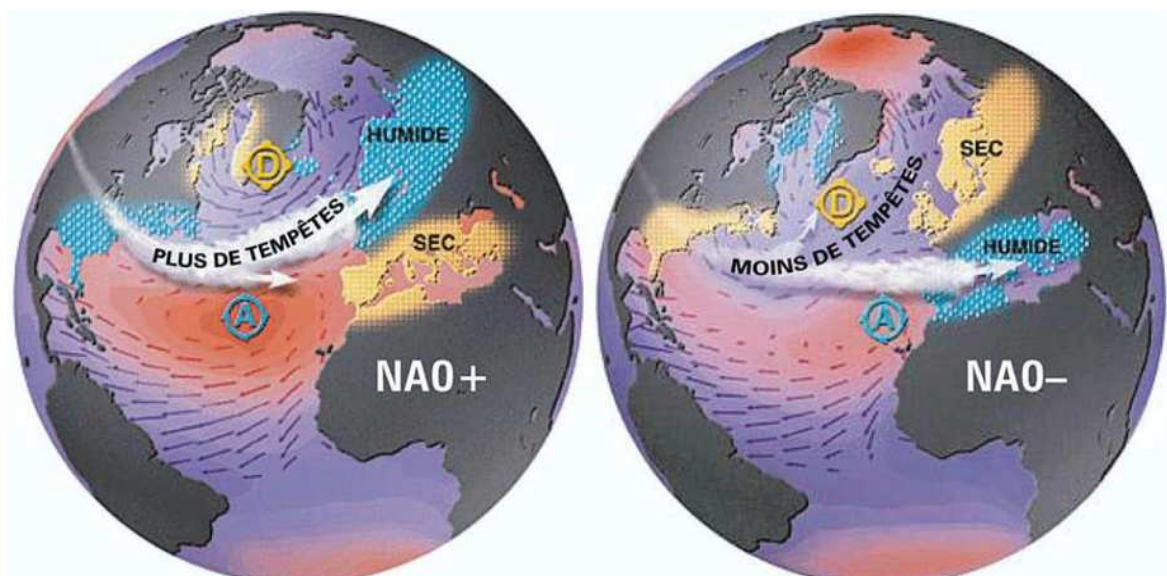 HUMIDE
D
PLUS DE TEMPÊTES
SEC
A
NAO+
SEC
D
MOINS DE TEMPÊTES
HUMIDE
A
NAO–